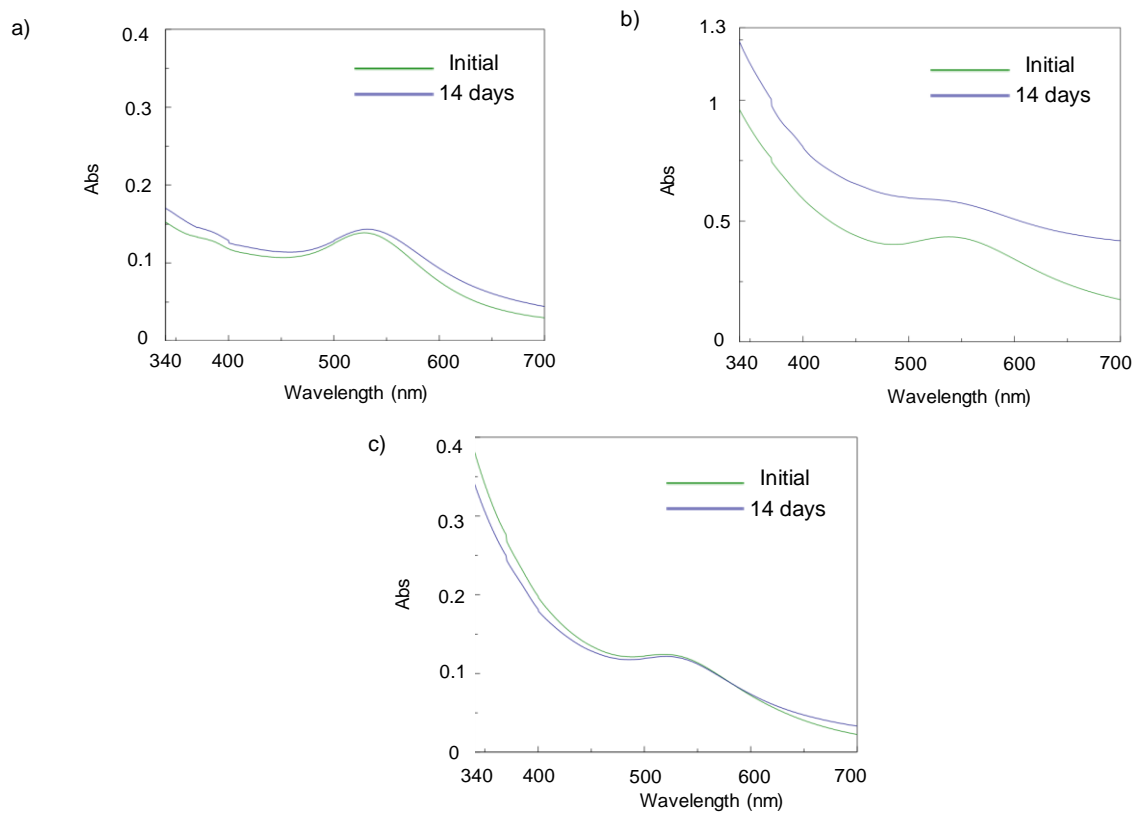 a)
0.4
0.3
0.2
0.1
0
Abs
Initial
14 days
340 400 500 600 700
Wavelength (nm)
b)
1.3
1
0.5
0
Abs
Initial
14 days
340 400 500 600 700
Wavelength (nm)
c)
0.4
0.3
0.2
0.1
0
Abs
Initial
14 days
340 400 500 600 700
Wavelength (nm)